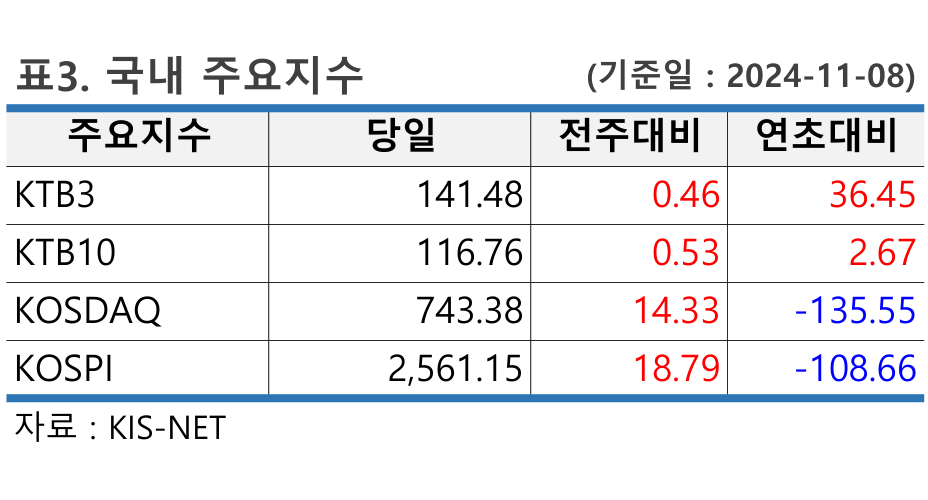 표3. 국내 주요지수 (기준일 : 2024-11-08)
주요지수 당일 전주대비 연초대비
KTB3 141.48 0.46 36.45
KTB10 116.76 0.53 2.67
KOSDAQ 743.38 14.33 -135.55
KOSPI 2,561.15 18.79 -108.66
자료 : KIS-NET